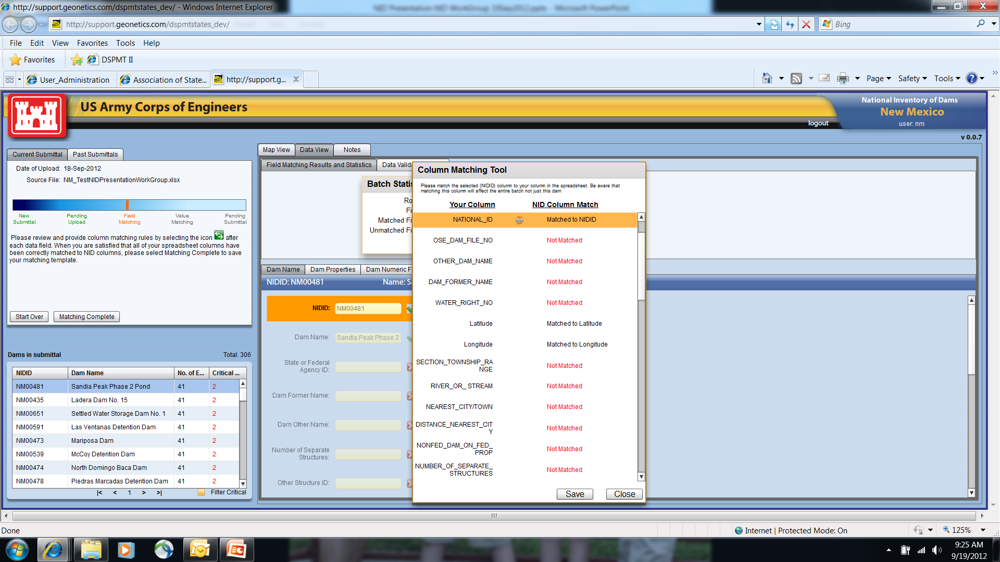 http://support.geonetics.com/dspmtstates_dev/ - Windows Internet Explorer
NID Presentation NID WorkGroup 19Sep2012.pptx - Microsoft PowerPoint
http://support.geonetics.com/dspmtstates_dev/
Bing
File Edit View Favorites Tools Help
Favorites DSPMT II
User_Administration Association of State... http://support.g...
Page Safety Tools
US Army Corps of Engineers
National Inventory of Dams
New Mexico
logout
user: nm
v 0.0.7
Current Submittal Past Submittals
Date of Upload: 18-Sep-2012
Source File: NM_TestNIDPresentationWorkGroup.xlsx
New Submittal
Pending Upload
Field Matching
Value Matching
Pending Submittal
Please review and provide column matching rules by selecting the icon after
each data field. When you are satisfied that all of your spreadsheet columns have
been correctly matched to NID columns, please select Matching Complete to save
your matching template.
Start Over Matching Complete
Dams in submittal Total: 306
NIDID Dam Name No. of E... Critical ...
NM00481 Sandia Peak Phase 2 Pond 41 2
NM00435 Ladera Dam No. 15 41 2
NM00651 Settled Water Storage Dam No. 1 41 2
NM00591 Las Ventanas Detention Dam 41 2
NM00473 Mariposa Dam 41 2
NM00539 McCoy Detention Dam 41 2
NM00474 North Domingo Baca Dam 41 2
NM00478 Piedras Marcadas Detention Dam 41 2
|< < 1 > >| Filter Critical
Map View Data View Notes
Field Matching Results and Statistics Data Valid
Batch Statis
Ro
Fi
Matched Fi
Unmatched Fi
Dam Name Dam Properties Dam Numeric F
NIDID: NM00481 Name: Sa
NIDID: NM00481
Dam Name: Sandia Peak Phase 2
State or Federal
Agency ID:
Dam Former Name:
Dam Other Name:
Number of Separate
Structures:
Other Structure ID:
Column Matching Tool
Please match the selected (NIDID) column to your column in the spreadsheet. Be aware that
matching this column will affect the entire batch not just this dam
Your Column NID Column Match
NATIONAL_ID Matched to NIDID
OSE_DAM_FILE_NO Not Matched
OTHER_DAM_NAME Not Matched
DAM_FORMER_NAME Not Matched
WATER_RIGHT_NO Not Matched
Latitude Matched to Latitude
Longitude Matched to Longitude
SECTION_TOWNSHIP_RA
NGE Not Matched
RIVER_OR_ STREAM Not Matched
NEAREST_CITY/TOWN Not Matched
DISTANCE_NEAREST_CIT
Y Not Matched
NONFED_DAM_ON_FED_
PROP Not Matched
NUMBER_OF_SEPARATE_
STRUCTURES Not Matched
Save Close
Done
Internet | Protected Mode: On
125%
9:25 AM
9/19/2012